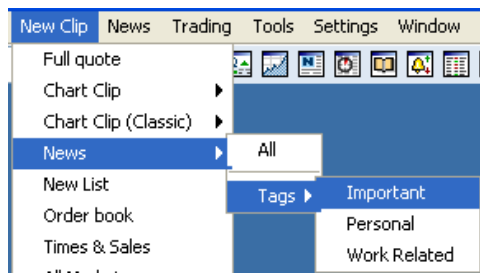 New Clip News Trading Tools Settings Window
Full quote
Chart Clip
Chart Clip (Classic)
News
All
New List
Tags
Important
Order book
Personal
Times & Sales
Work Related